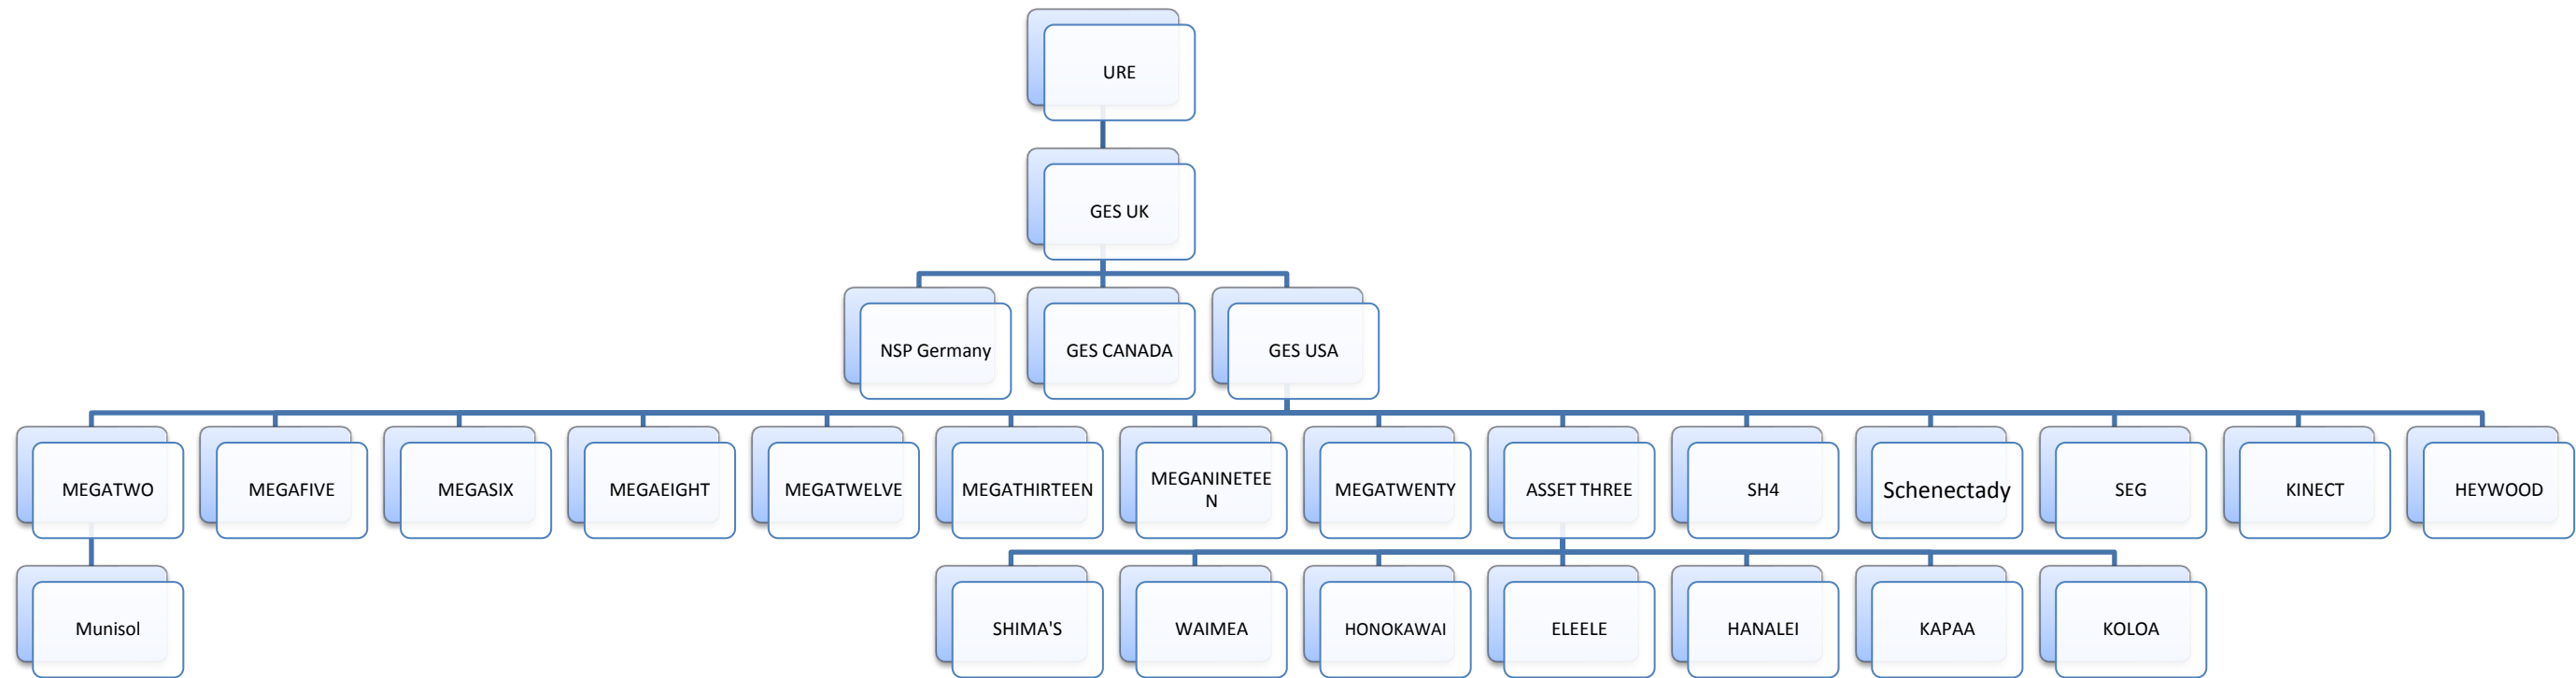 URE
GES UK
NSP Germany
GES CANADA
GES USA
MEGATWO
MEGAFIVE
MEGASIX
MEGAEIGHT
MEGATWELVE
MEGATHIRTEEN
MEGANINETEE
N
MEGATWENTY
ASSET THREE
SH4
Schenectady
SEG
KINECT
HEYWOOD
Munisol
SHIMA'S
WAIMEA
HONOKAWAI
ELEELE
HANALEI
KAPAA
KOLOA